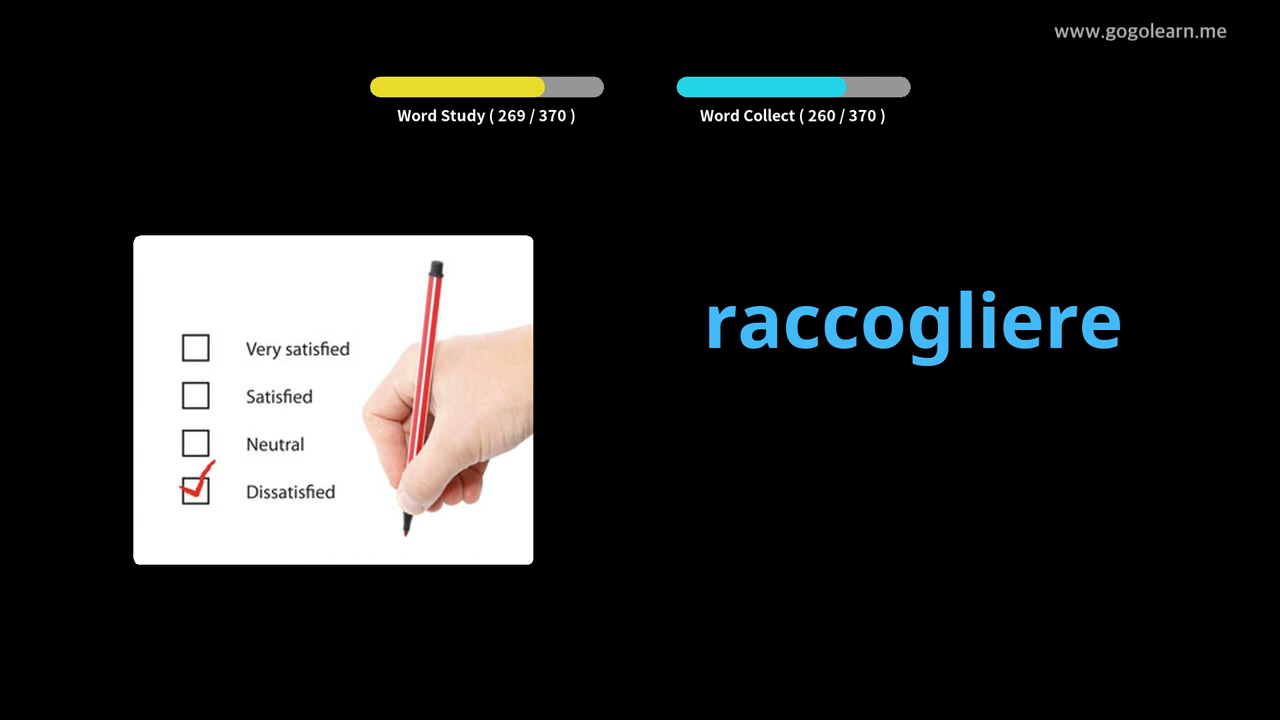 www.gogolearn.me
Word Study ( 269 / 370 )
Word Collect ( 260 / 370 )
raccogliere
Very satisfied
Satisfied
Neutral
Dissatisfied